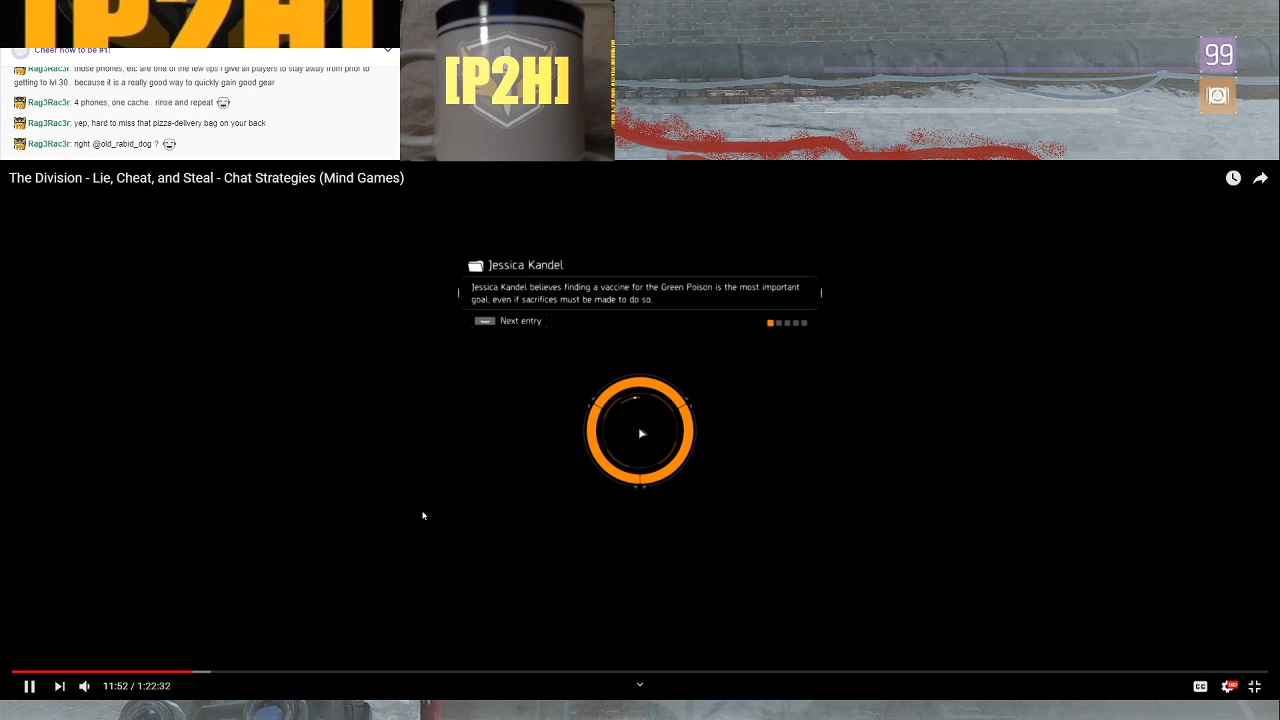 [P2H]
Cheer now to be #1!
Rag3Rac3r: those phones, etc are one of the few tips i give all players to stay away from prior to
getting to lvl 30.. because it is a really good way to quickly gain good gear
Rag3Rac3r: 4 phones, one cache.. rinse and repeat
Rag3Rac3r: yep, hard to miss that pizza-delivery bag on your back
Rag3Rac3r: right @old_rabid_dog ?
[P2H]
99
The Division - Lie, Cheat, and Steal - Chat Strategies (Mind Games)
Jessica Kandel
Jessica Kandel believes finding a vaccine for the Green Poison is the most important
goal, even if sacrifices must be made to do so.
Next entry
11:52 / 1:22:32
CC
HD